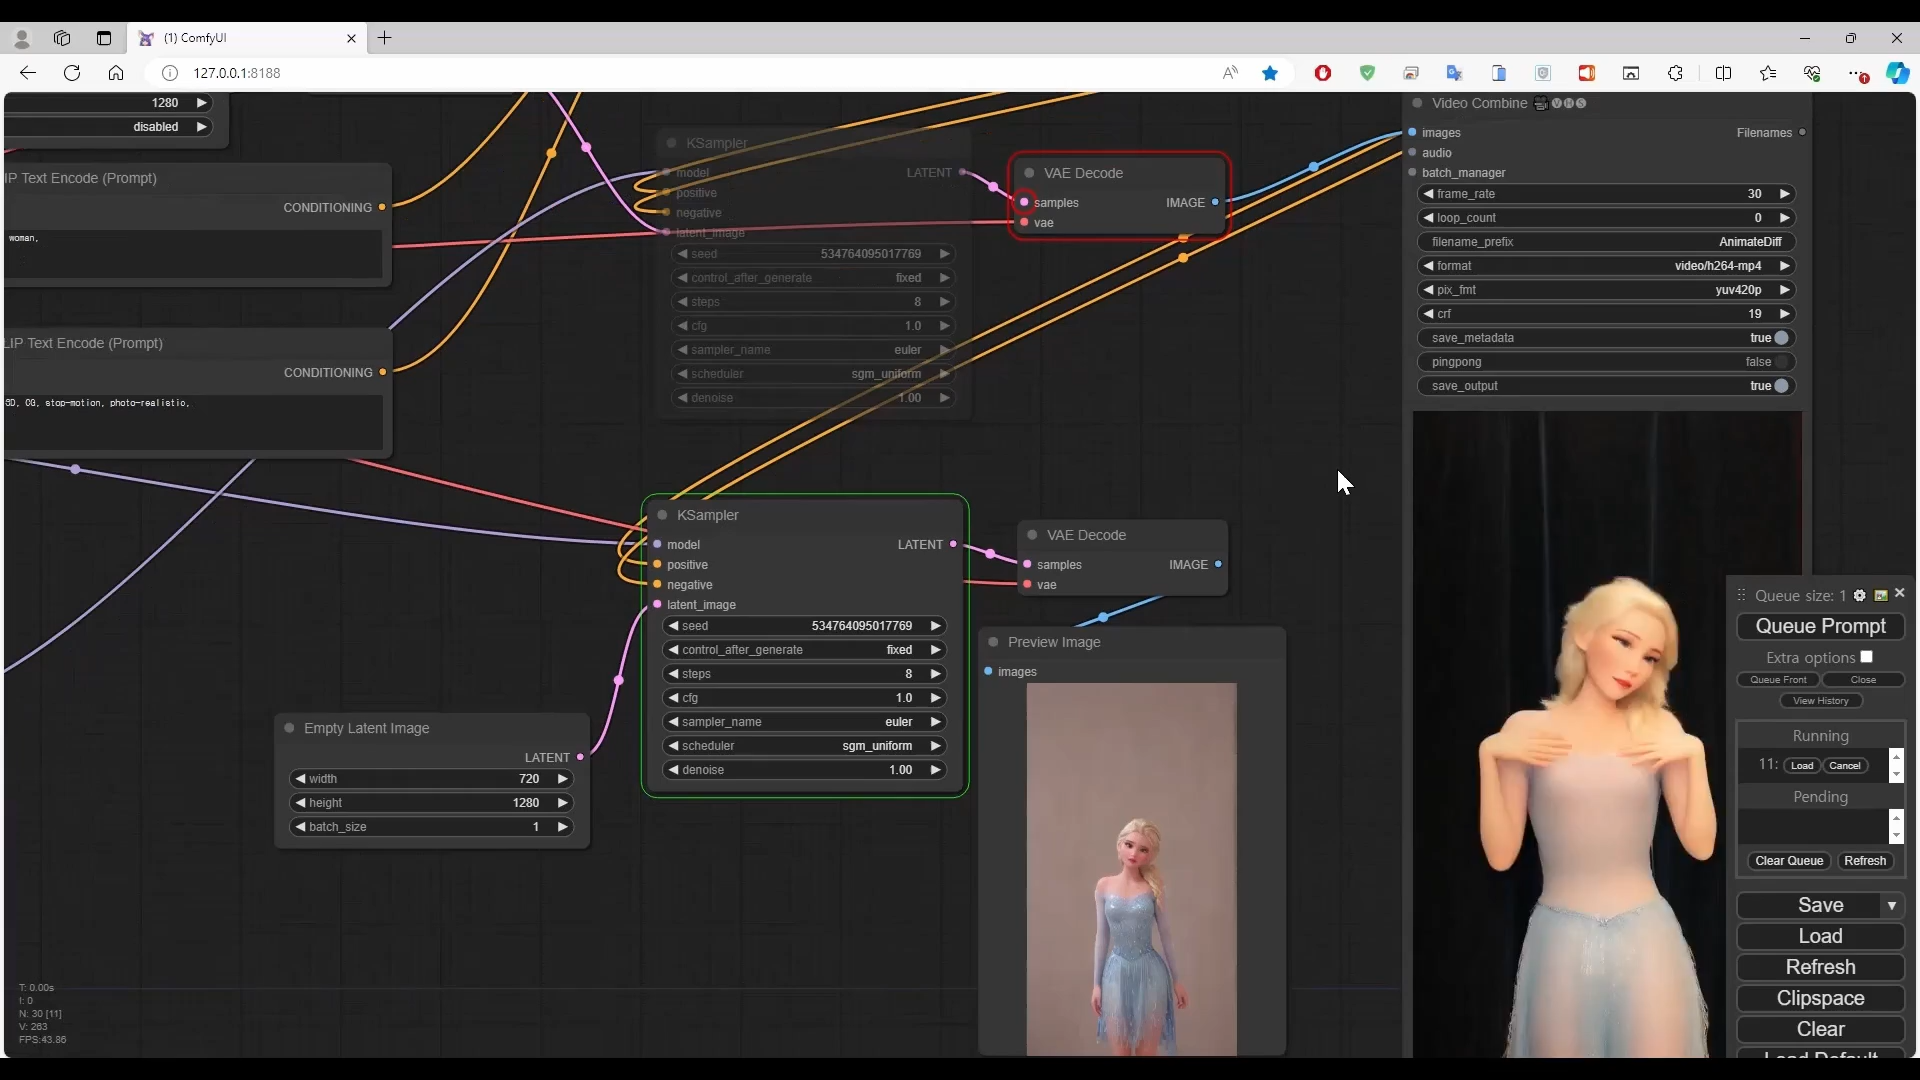 (1) ComfyUI
127.0.0.1:8188
1280
disabled
IP Text Encode (Prompt)
CONDITIONING
woman,
LIP Text Encode (Prompt)
CONDITIONING
3D, CG, stop-motion, photo-realistic,
KSampler
model
LATENT
positive
negative
latent_image
seed 534764095017769
control_after_generate fixed
steps 8
cfg 1.0
sampler_name euler
scheduler sgm_uniform
denoise 1.00
VAE Decode
samples IMAGE
vae
Video Combine VHS
images Filenames
audio
batch_manager
frame_rate 30
loop_count 0
filename_prefix AnimateDiff
format video/h264-mp4
pix_fmt yuv420p
crf 19
save_metadata true
pingpong false
save_output true
KSampler
model LATENT
positive
negative
latent_image
seed 534764095017769
control_after_generate fixed
steps 8
cfg 1.0
sampler_name euler
scheduler sgm_uniform
denoise 1.00
VAE Decode
samples IMAGE
vae
Preview Image
images
Empty Latent Image
LATENT
width 720
height 1280
batch_size 1
Queue size: 1
Queue Prompt
Extra options
Queue Front Close
View History
Running
11: Load Cancel
Pending
Clear Queue Refresh
Save
Load
Refresh
Clipspace
Clear
Load Default
T: 0.00s
I: 0
N: 30 [11]
V: 263
FPS:43.86